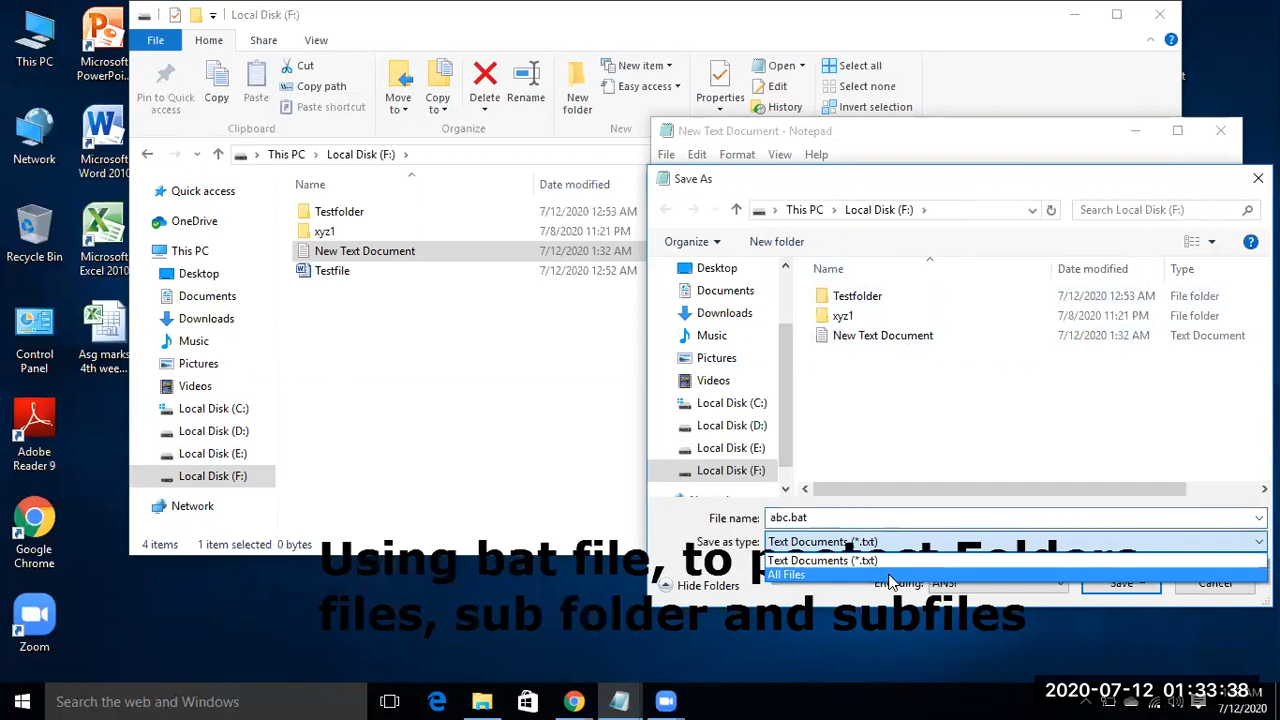 Local Disk (F:)
File
Home
Share
View
Pin to Quick
access
Copy
Paste
Cut
Copy path
Paste shortcut
Clipboard
Move
to
Copy
to
Delete
Rename
Organize
New
folder
New item
Easy access
New
Properties
Open
Edit
History
Select all
Select none
Invert selection
This PC
Local Disk (F:)
Quick access
OneDrive
This PC
Desktop
Documents
Downloads
Music
Pictures
Videos
Local Disk (C:)
Local Disk (D:)
Local Disk (E:)
Local Disk (F:)
Network
Name
Date modified
Testfolder
7/12/2020 12:53 AM
xyz1
7/8/2020 11:21 PM
New Text Document
7/12/2020 1:32 AM
Testfile
7/12/2020 12:52 AM
4 items
1 item selected
0 bytes
New Text Document - Notepad
File
Edit
Format
View
Help
Save As
This PC
Local Disk (F:)
Search Local Disk (F:)
Organize
New folder
Desktop
Documents
Downloads
Music
Pictures
Videos
Local Disk (C:)
Local Disk (D:)
Local Disk (E:)
Local Disk (F:)
Name
Date modified
Type
Testfolder
7/12/2020 12:53 AM
File folder
xyz1
7/8/2020 11:21 PM
File folder
New Text Document
7/12/2020 1:32 AM
Text Document
File name:
abc.bat
Save as type:
Text Documents (*.txt)
Text Documents (*.txt)
All Files
Hide Folders
Encoding:
ANSI
Save
Cancel
Using bat file, to Folders
files, sub folder and subfiles
This PC
Microsoft
PowerPoi...
Network
Microsoft
Word 2010
Recycle Bin
Microsoft
Excel 2010
Control
Panel
Asg marks
4th wee...
Adobe
Reader 9
Google
Chrome
Zoom
Search the web and Windows
2020-07-12 01:33:38
7/12/2020